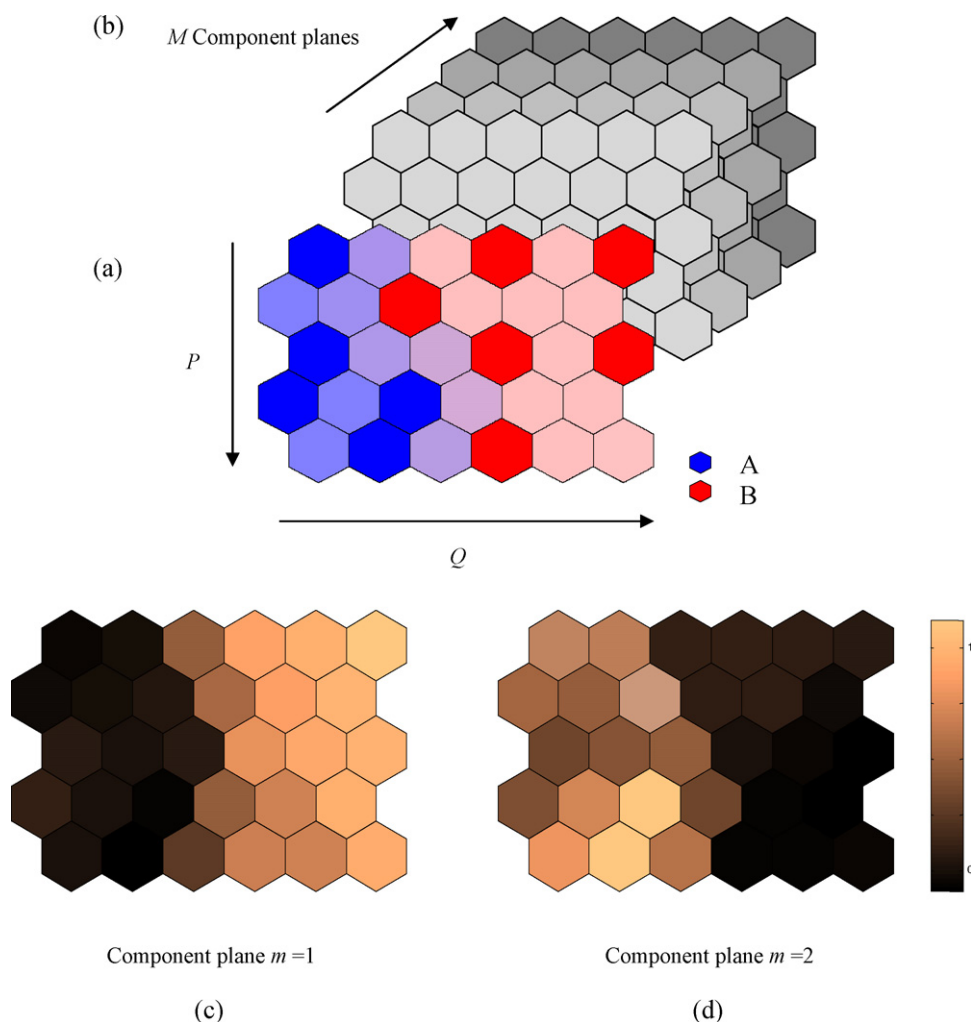 (b)
M Component planes
(a)
P
A
B
Q
1
0
Component plane m =1
Component plane m =2
(c)
(d)